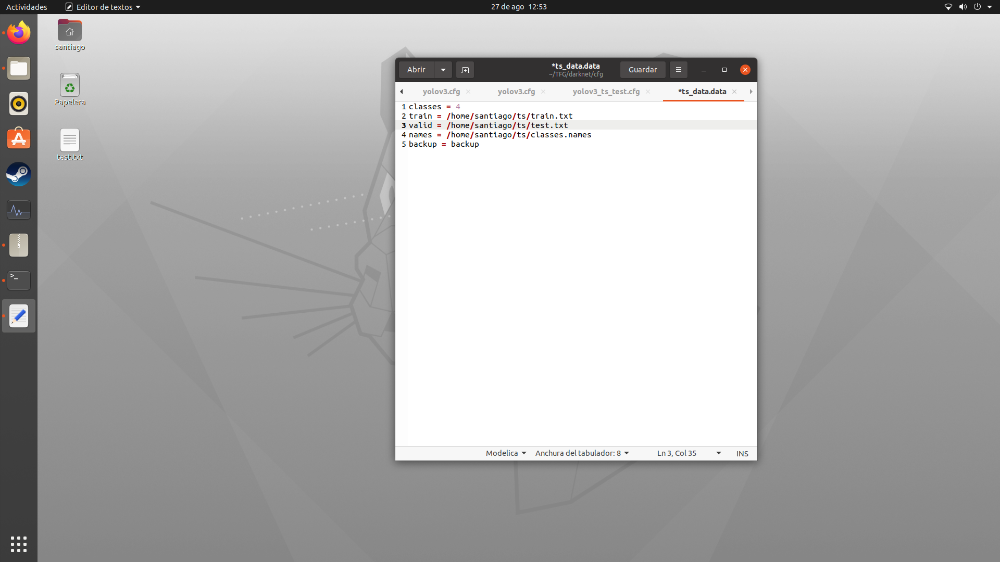 Actividades Editor de textos 27 de ago 12:53
santiago
Papelera
test.txt
Abrir *ts_data.data Guardar
~/TFG/darknet/cfg
yolov3.cfg yolov3.cfg yolov3_ts_test.cfg *ts_data.data
1 classes = 4
2 train = /home/santiago/ts/train.txt
3 valid = /home/santiago/ts/test.txt
4 names = /home/santiago/ts/classes.names
5 backup = backup
Modelica Anchura del tabulador: 8 Ln 3, Col 35 INS